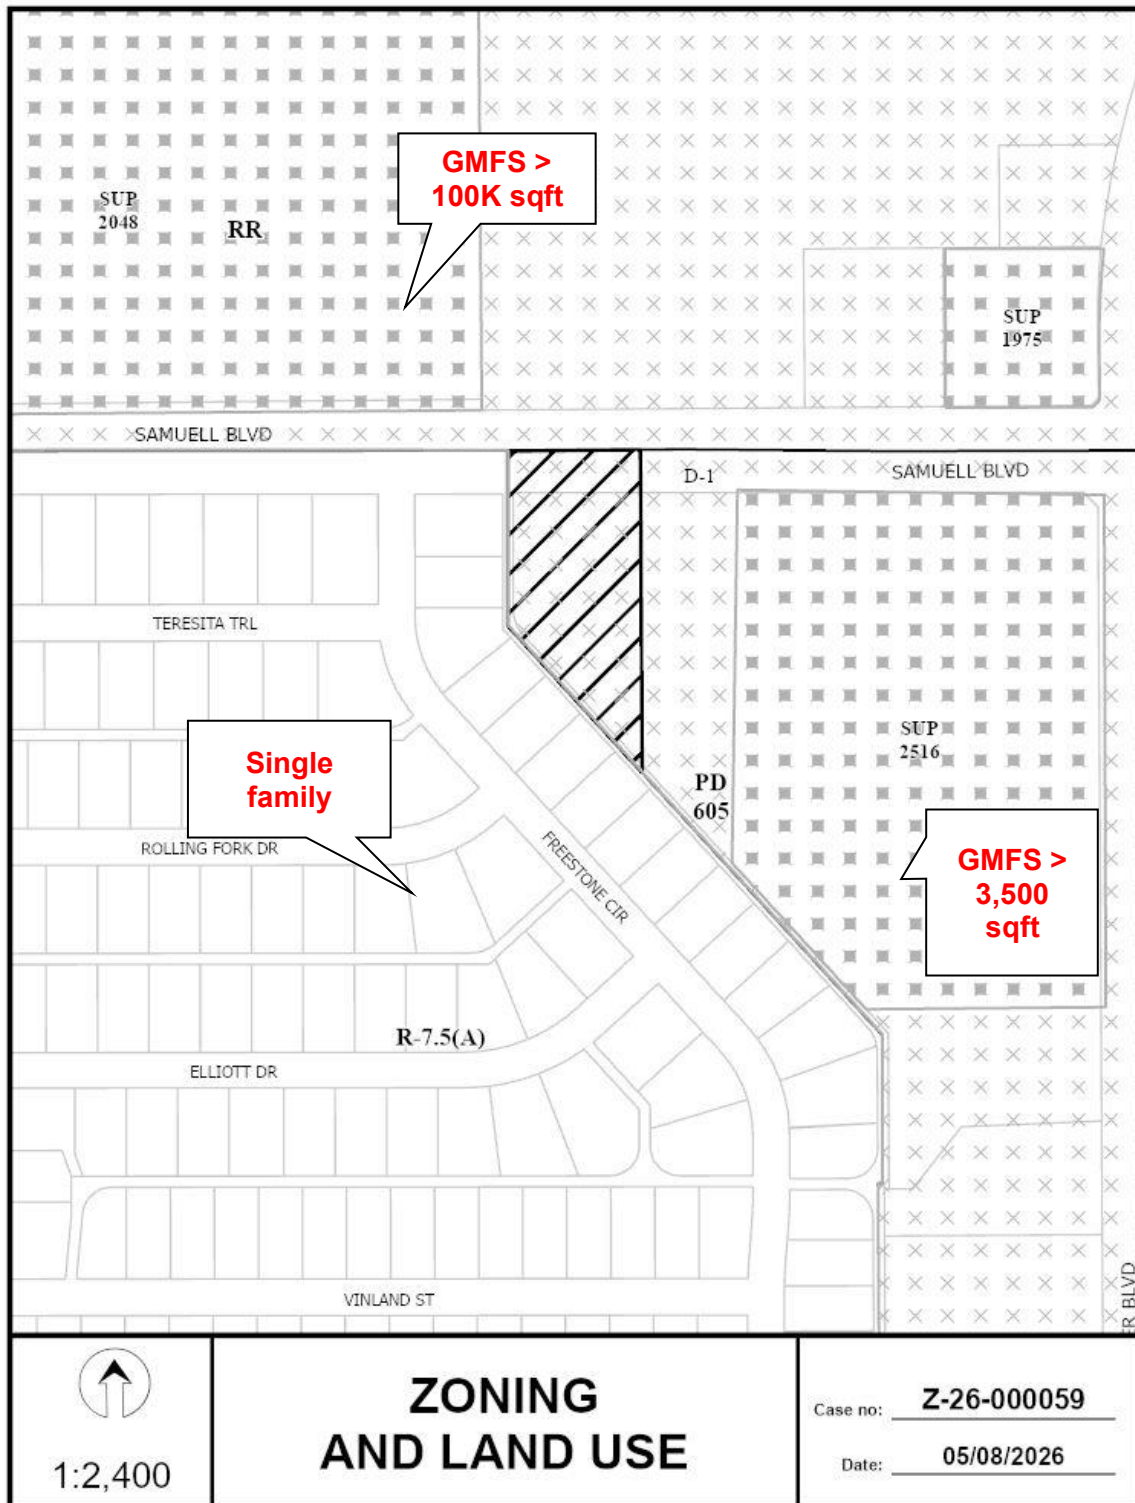 GMFS >
100K sqft
SUP
2048
RR
SUP
1975
SAMUELL BLVD
D-1
SAMUELL BLVD
TERESITA TRL
SUP
2516
Single
family
PD
605
ROLLING FORK DR
FREESTONE CIR
GMFS >
3,500
sqft
R-7.5(A)
ELLIOTT DR
VINLAND ST
ER BLVD
1:2,400
ZONING
AND LAND USE
Case no: Z-26-000059
Date: 05/08/2026